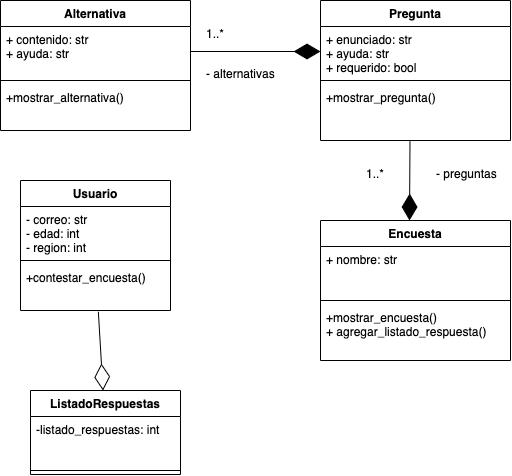 Alternativa
+ contenido: str
+ ayuda: str
+mostrar_alternativa()
1..*
- alternativas
Pregunta
+ enunciado: str
+ ayuda: str
+ requerido: bool
+mostrar_pregunta()
1..*
- preguntas
Usuario
- correo: str
- edad: int
- region: int
+contestar_encuesta()
Encuesta
+ nombre: str
+mostrar_encuesta()
+ agregar_listado_respuesta()
ListadoRespuestas
-listado_respuestas: int